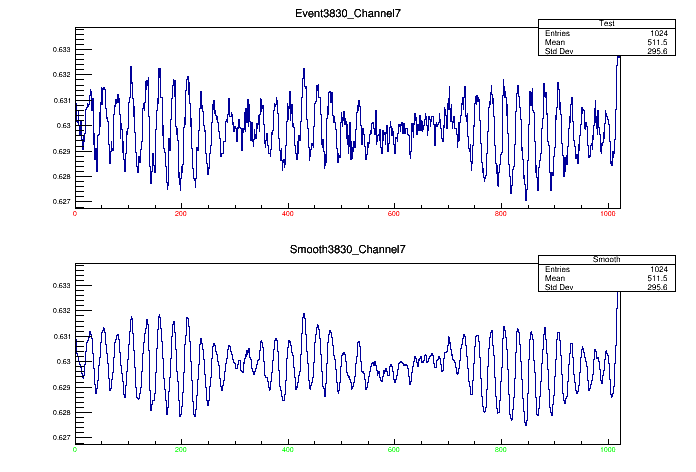 Event3830_Channel7
Test
Entries 1024
Mean 511.5
Std Dev 295.6
0.633
0.632
0.631
0.63
0.629
0.628
0.627
0 200 400 600 800 1000
Smooth3830_Channel7
Smooth
Entries 1024
Mean 511.5
Std Dev 295.6
0.633
0.632
0.631
0.63
0.629
0.628
0.627
0 200 400 600 800 1000